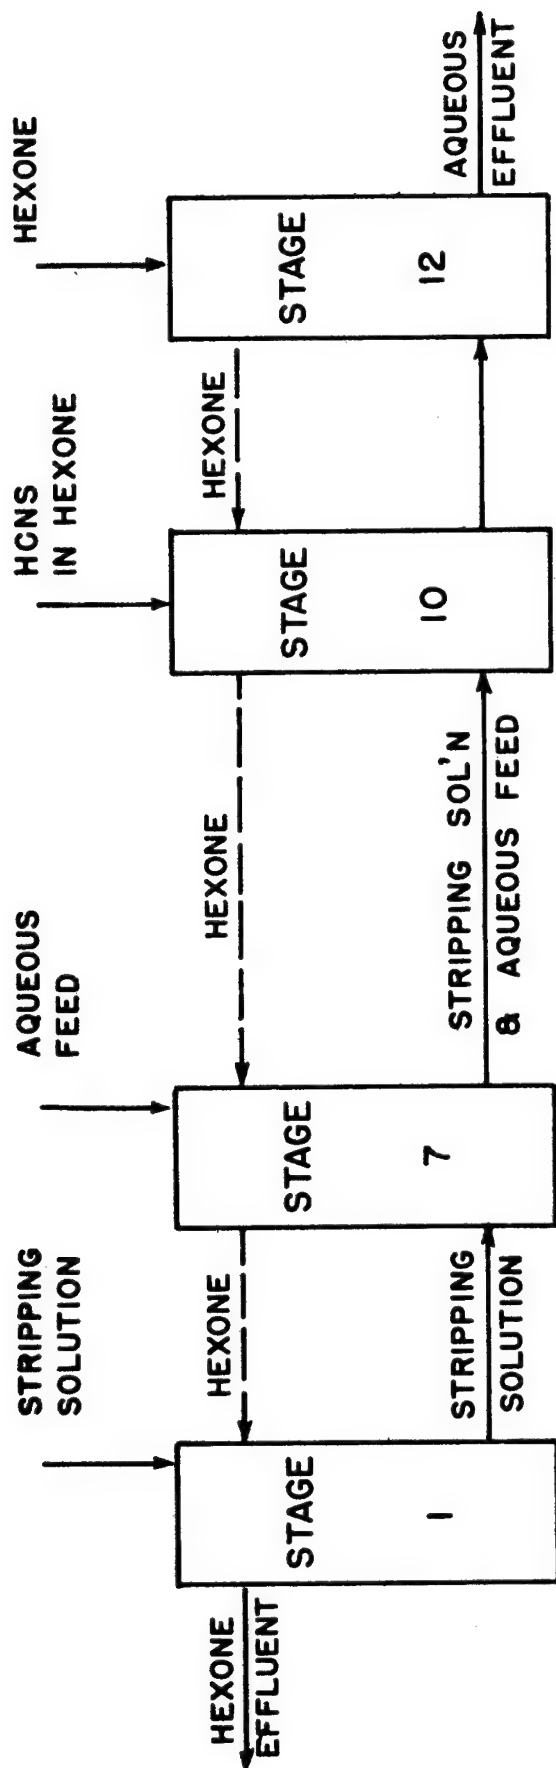 STRIPPING
SOLUTION
AQUEOUS
FEED
HCNS
IN HEXONE
HEXONE
HEXONE
EFFLUENT
STAGE
1
HEXONE
STRIPPING
SOLUTION
STAGE
7
HEXONE
STRIPPING SOL'N
& AQUEOUS FEED
STAGE
10
HEXONE
STAGE
12
AQUEOUS
EFFLUENT